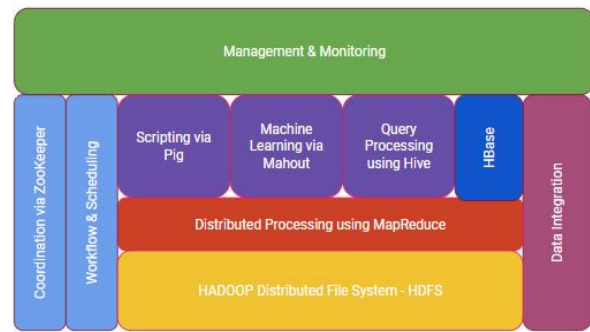 Management & Monitoring
Coordination via ZooKeeper
Workflow & Scheduling
Scripting via
Pig
Machine
Learning via
Mahout
Query
Processing
using Hive
HBase
Data Integration
Distributed Processing using MapReduce
HADOOP Distributed File System - HDFS